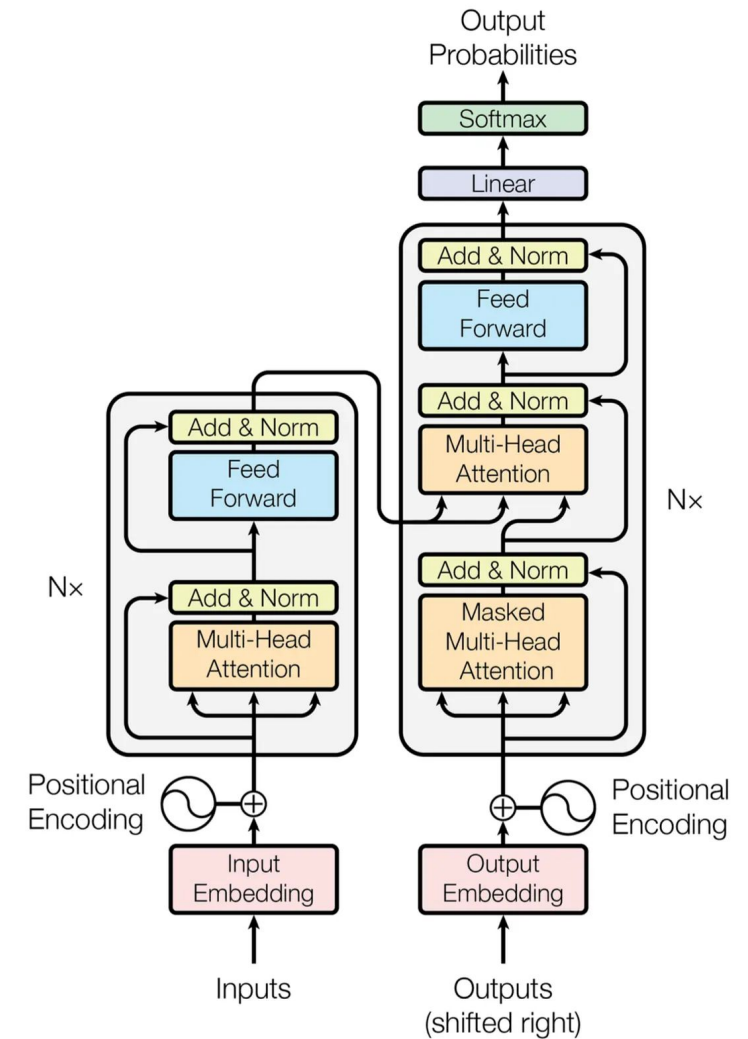 Output
Probabilities
Softmax
Linear
Add & Norm
Feed
Forward
Add & Norm
Multi-Head
Attention
Nx
Add & Norm
Masked
Multi-Head
Attention
Add & Norm
Feed
Forward
Nx
Add & Norm
Multi-Head
Attention
Positional
Encoding
Positional
Encoding
Input
Embedding
Output
Embedding
Inputs
Outputs
(shifted right)